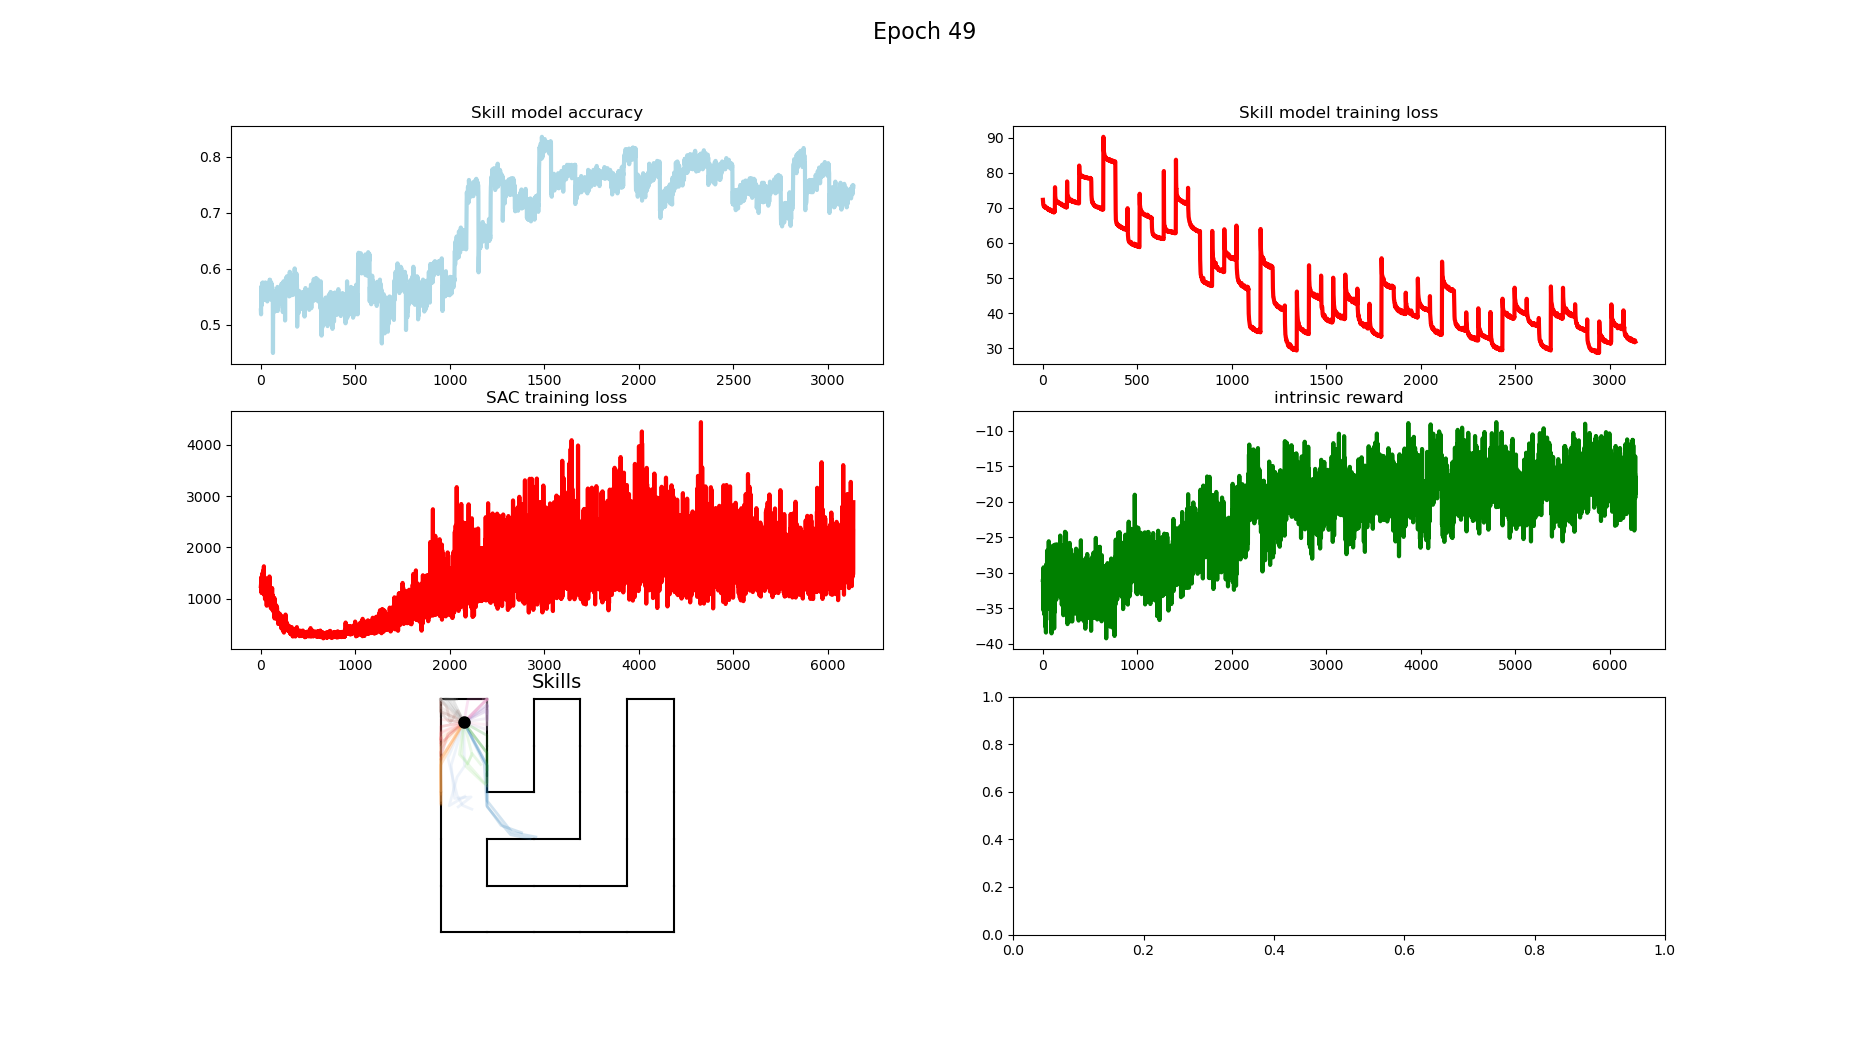 Epoch 49
Skill model accuracy
0.8
0.7
0.6
0.5
0 500 1000 1500 2000 2500 3000
Skill model training loss
90
80
70
60
50
40
30
0 500 1000 1500 2000 2500 3000
SAC training loss
4000
3000
2000
1000
0 1000 2000 3000 4000 5000 6000
intrinsic reward
−10
−15
−20
−25
−30
−35
−40
0 1000 2000 3000 4000 5000 6000
Skills
1.0
0.8
0.6
0.4
0.2
0.0
0.0 0.2 0.4 0.6 0.8 1.0